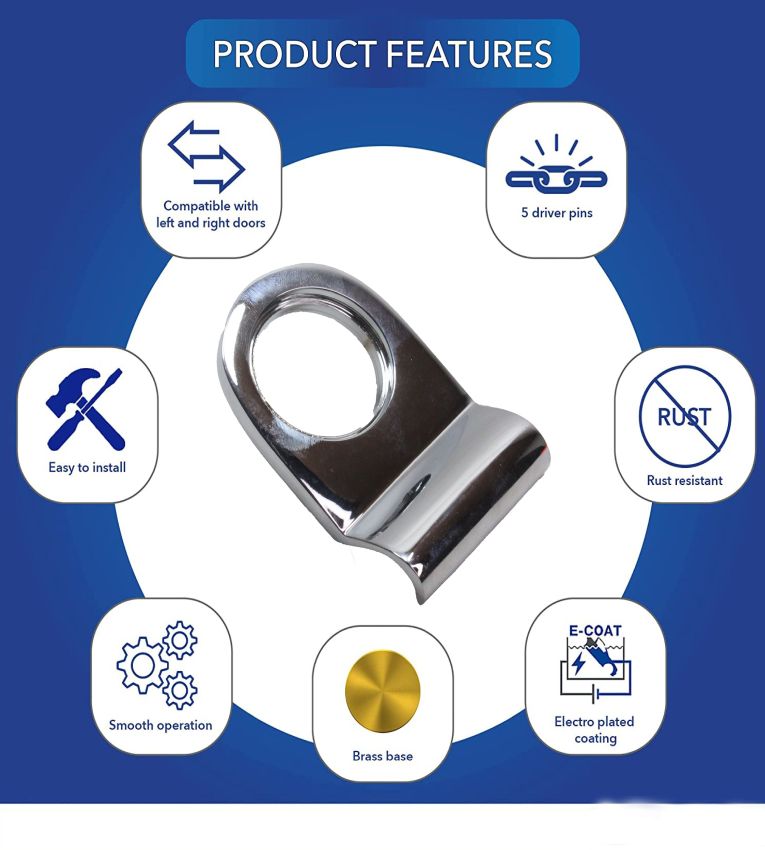 PRODUCT FEATURES
Compatible with
left and right doors
5 driver pins
Easy to install
RUST
Rust resistant
Smooth operation
Brass base
E-COAT
Electro plated
coating